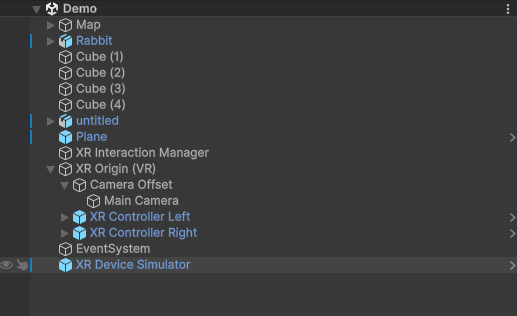 Demo
Map
Rabbit
Cube (1)
Cube (2)
Cube (3)
Cube (4)
untitled
Plane
XR Interaction Manager
XR Origin (VR)
Camera Offset
Main Camera
XR Controller Left
XR Controller Right
EventSystem
XR Device Simulator